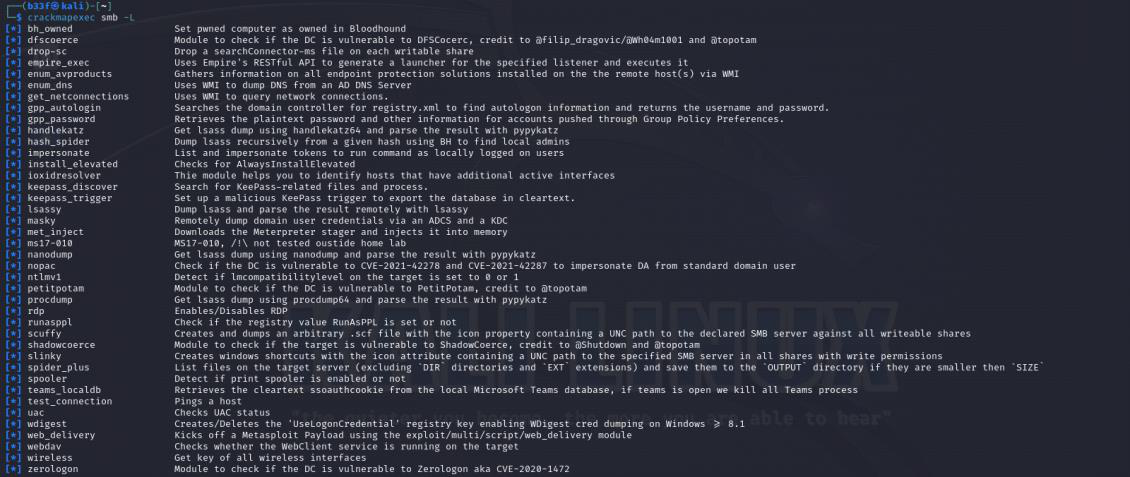 (b33f㉿kali)-[~]
$ crackmapexec smb -L
[*] bh_owned Set pwned computer as owned in Bloodhound
[*] dfscoerce Module to check if the DC is vulnerable to DFSCocerc, credit to @filip_dragovic/@Wh04m1001 and @topotam
[*] drop-sc Drop a searchConnector-ms file on each writable share
[*] empire_exec Uses Empire's RESTful API to generate a launcher for the specified listener and executes it
[*] enum_avproducts Gathers information on all endpoint protection solutions installed on the the remote host(s) via WMI
[*] enum_dns Uses WMI to dump DNS from an AD DNS Server
[*] get_netconnections Uses WMI to query network connections.
[*] gpp_autologin Searches the domain controller for registry.xml to find autologon information and returns the username and password.
[*] gpp_password Retrieves the plaintext password and other information for accounts pushed through Group Policy Preferences.
[*] handlekatz Get lsass dump using handlekatz64 and parse the result with pypykatz
[*] hash_spider Dump lsass recursively from a given hash using BH to find local admins
[*] impersonate List and impersonate tokens to run command as locally logged on users
[*] install_elevated Checks for AlwaysInstallElevated
[*] ioxidresolver Thie module helps you to identify hosts that have additional active interfaces
[*] keepass_discover Search for KeePass-related files and process.
[*] keepass_trigger Set up a malicious KeePass trigger to export the database in cleartext.
[*] lsassy Dump lsass and parse the result remotely with lsassy
[*] masky Remotely dump domain user credentials via an ADCS and a KDC
[*] met_inject Downloads the Meterpreter stager and injects it into memory
[*] ms17-010 MS17-010, /!\ not tested oustide home lab
[*] nanodump Get lsass dump using nanodump and parse the result with pypykatz
[*] nopac Check if the DC is vulnerable to CVE-2021-42278 and CVE-2021-42287 to impersonate DA from standard domain user
[*] ntlmv1 Detect if lmcompatibilitylevel on the target is set to 0 or 1
[*] petitpotam Module to check if the DC is vulnerable to PetitPotam, credit to @topotam
[*] procdump Get lsass dump using procdump64 and parse the result with pypykatz
[*] rdp Enables/Disables RDP
[*] runasppl Check if the registry value RunAsPPL is set or not
[*] scuffy Creates and dumps an arbitrary .scf file with the icon property containing a UNC path to the declared SMB server against all writeable shares
[*] shadowcoerce Module to check if the target is vulnerable to ShadowCoerce, credit to @Shutdown and @topotam
[*] slinky Creates windows shortcuts with the icon attribute containing a UNC path to the specified SMB server in all shares with write permissions
[*] spider_plus List files on the target server (excluding `DIR` directories and `EXT` extensions) and save them to the `OUTPUT` directory if they are smaller then `SIZE`
[*] spooler Detect if print spooler is enabled or not
[*] teams_localdb Retrieves the cleartext ssoauthcookie from the local Microsoft Teams database, if teams is open we kill all Teams process
[*] test_connection Pings a host
[*] uac Checks UAC status
[*] wdigest Creates/Deletes the 'UseLogonCredential' registry key enabling WDigest cred dumping on Windows >= 8.1
[*] web_delivery Kicks off a Metasploit Payload using the exploit/multi/script/web_delivery module
[*] webdav Checks whether the WebClient service is running on the target
[*] wireless Get key of all wireless interfaces
[*] zerologon Module to check if the DC is vulnerable to Zerologon aka CVE-2020-1472
KALI LINUX
"the quieter you become, the more you are able to hear"